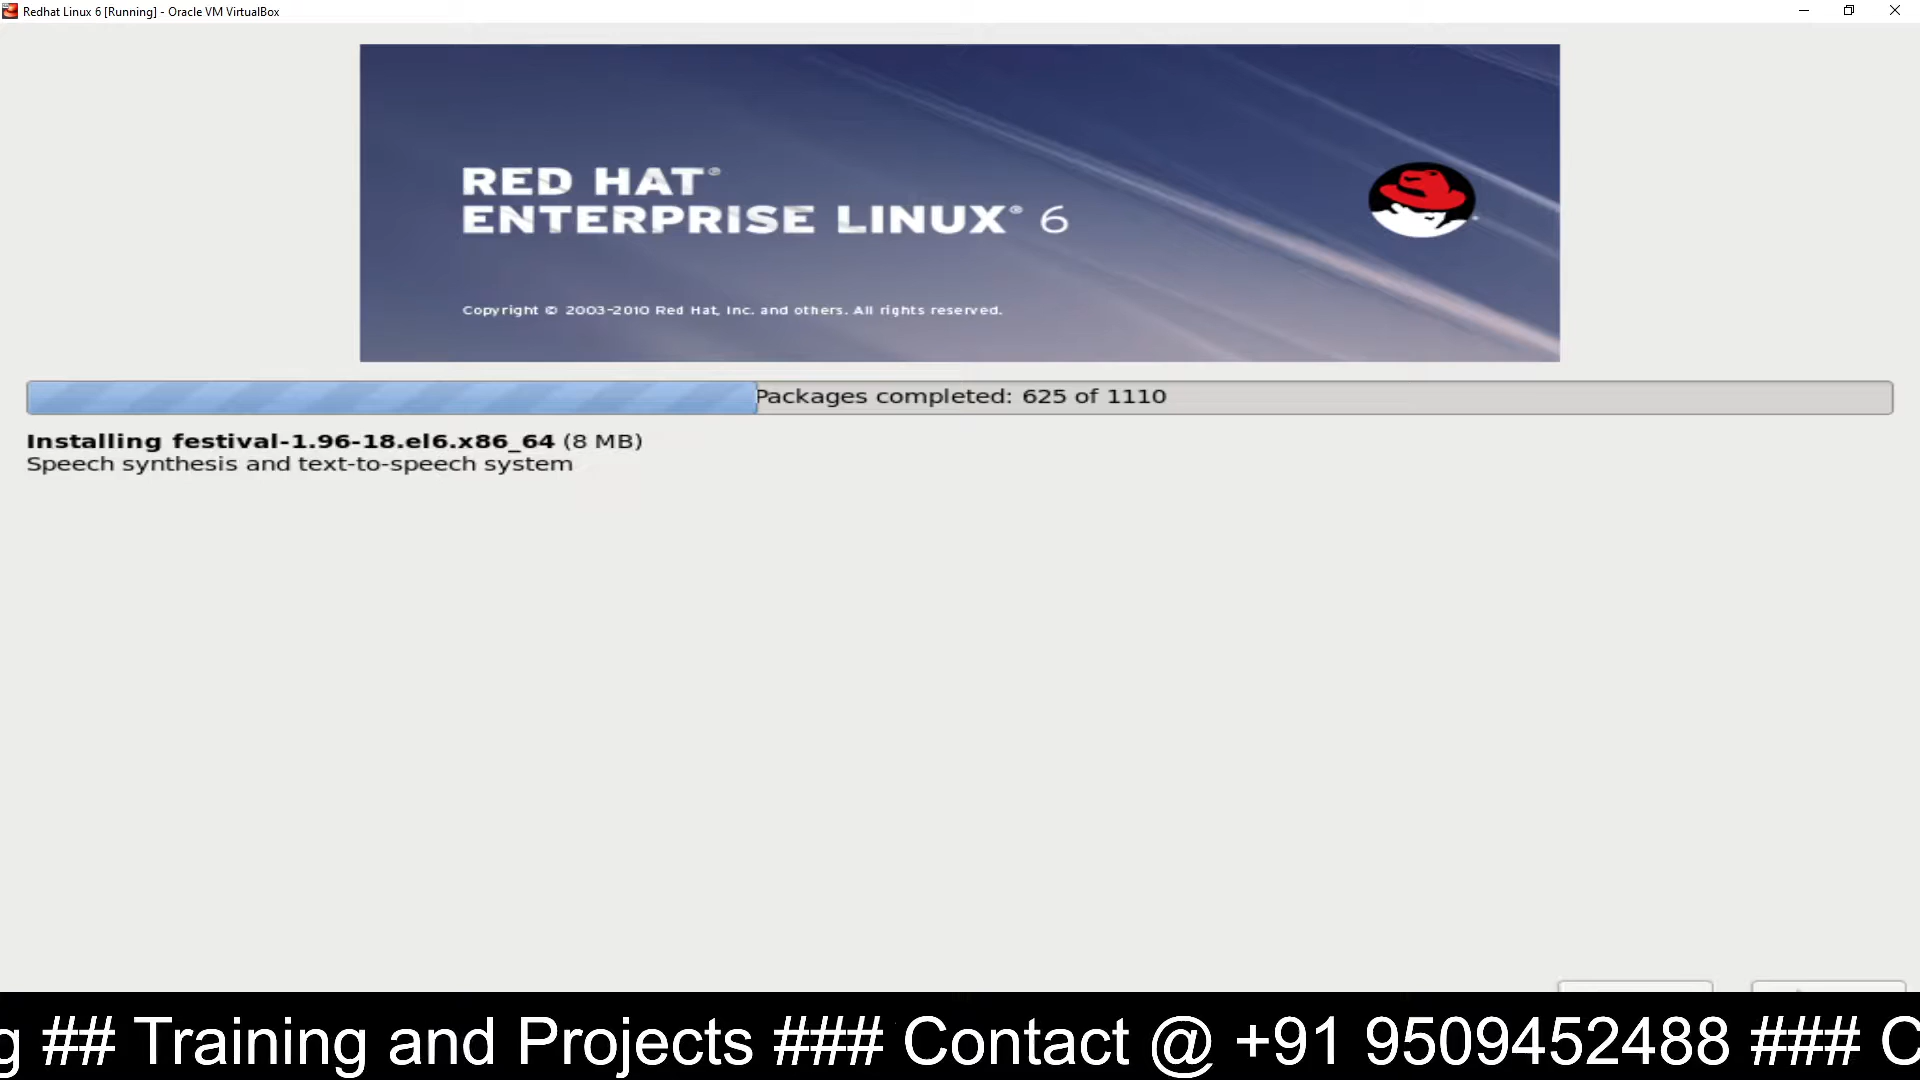 Redhat Linux 6 [Running] - Oracle VM VirtualBox
RED HAT®
ENTERPRISE LINUX® 6
Copyright © 2003-2010 Red Hat, Inc. and others. All rights reserved.
Packages completed: 625 of 1110
Installing festival-1.96-18.el6.x86_64 (8 MB)
Speech synthesis and text-to-speech system
g ## Training and Projects ### Contact @ +91 9509452488 ### C